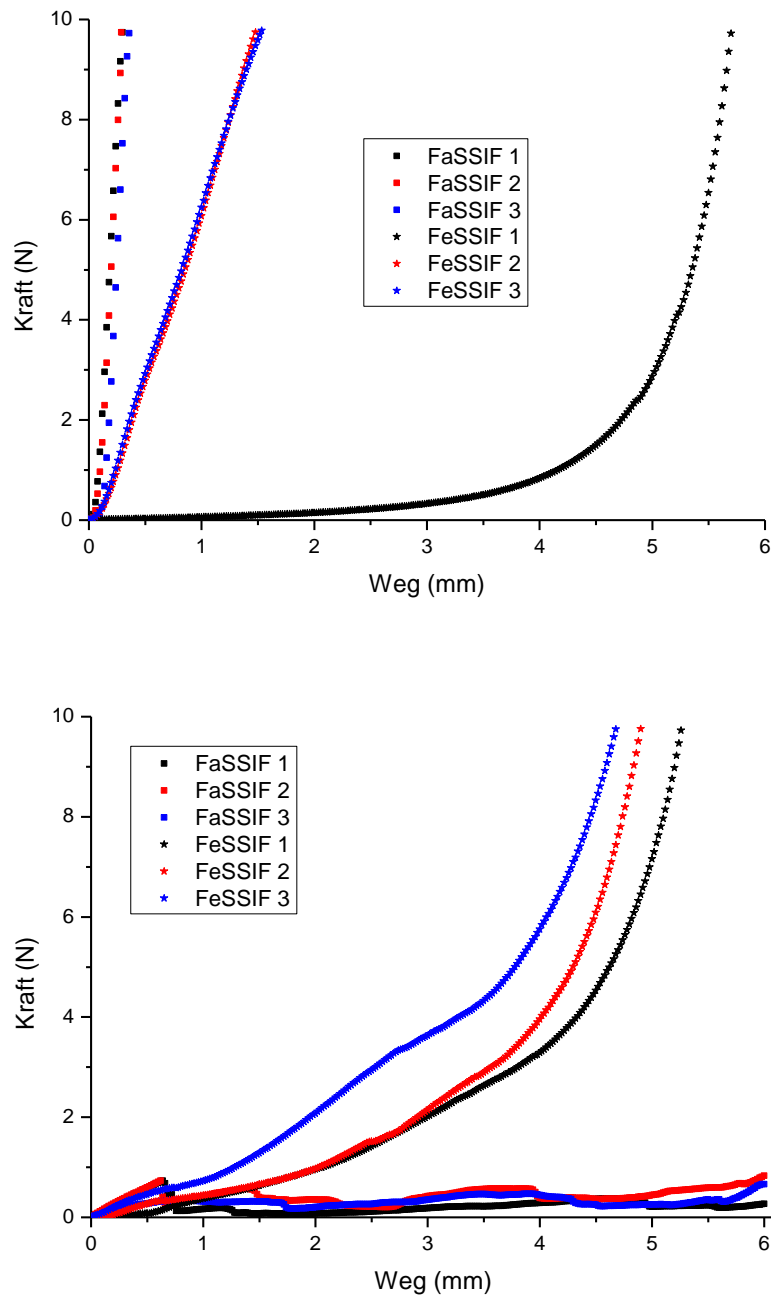 10
8
6
4
2
0
Kraft (N)
FaSSIF 1
FaSSIF 2
FaSSIF 3
FeSSIF 1
FeSSIF 2
FeSSIF 3
0 1 2 3 4 5 6
Weg (mm)
10
8
6
4
2
0
Kraft (N)
FaSSIF 1
FaSSIF 2
FaSSIF 3
FeSSIF 1
FeSSIF 2
FeSSIF 3
0 1 2 3 4 5 6
Weg (mm)